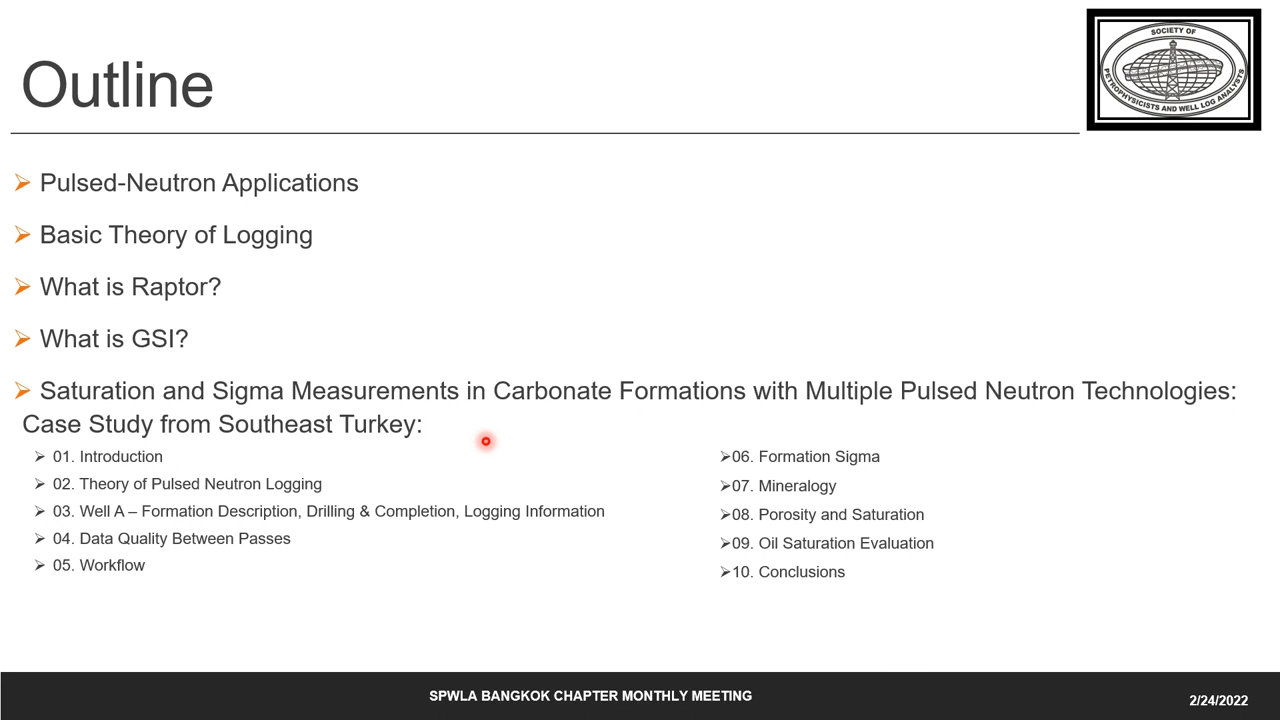 Outline
SOCIETY OF
PETROPHYSICISTS AND WELL LOG ANALYSTS
Pulsed-Neutron Applications
Basic Theory of Logging
What is Raptor?
What is GSI?
Saturation and Sigma Measurements in Carbonate Formations with Multiple Pulsed Neutron Technologies:
Case Study from Southeast Turkey:
01. Introduction
02. Theory of Pulsed Neutron Logging
03. Well A – Formation Description, Drilling & Completion, Logging Information
04. Data Quality Between Passes
05. Workflow
06. Formation Sigma
07. Mineralogy
08. Porosity and Saturation
09. Oil Saturation Evaluation
10. Conclusions
SPWLA BANGKOK CHAPTER MONTHLY MEETING
2/24/2022